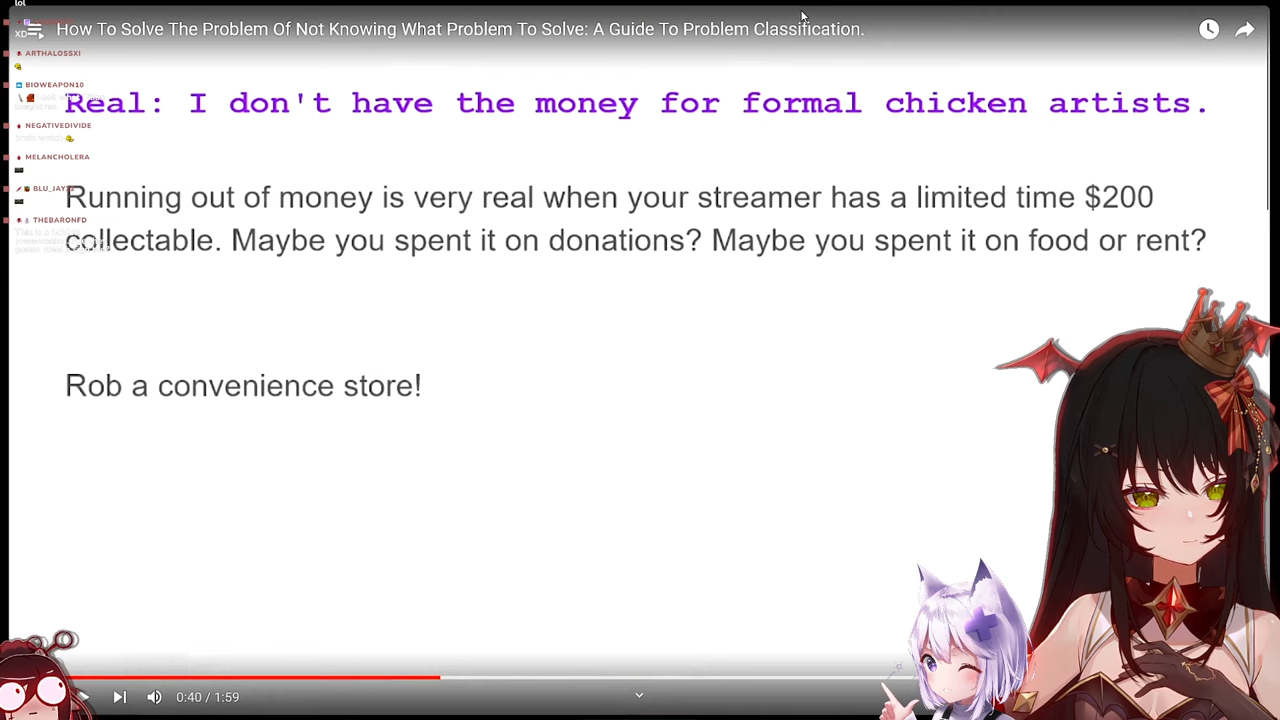 lol
How To Solve The Problem Of Not Knowing What Problem To Solve: A Guide To Problem Classification.
XD
ARTHALOSSXI
BIOWEAPON10
Real: I don't have the money for formal chicken artists.
NEGATIVEDIVIDE
MELANCHOLERA
BLU_JAY22
Running out of money is very real when your streamer has a limited time $200
THEBARONFD
collectable. Maybe you spent it on donations? Maybe you spent it on food or rent?
Rob a convenience store!
0:40 / 1:59